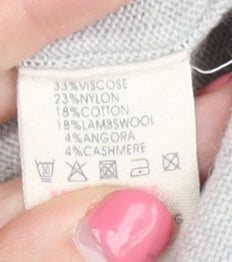 33%VISCOSE
23%NYLON
18%COTTON
18%LAMBSWOOL
4%ANGORA
4%CASHMERE